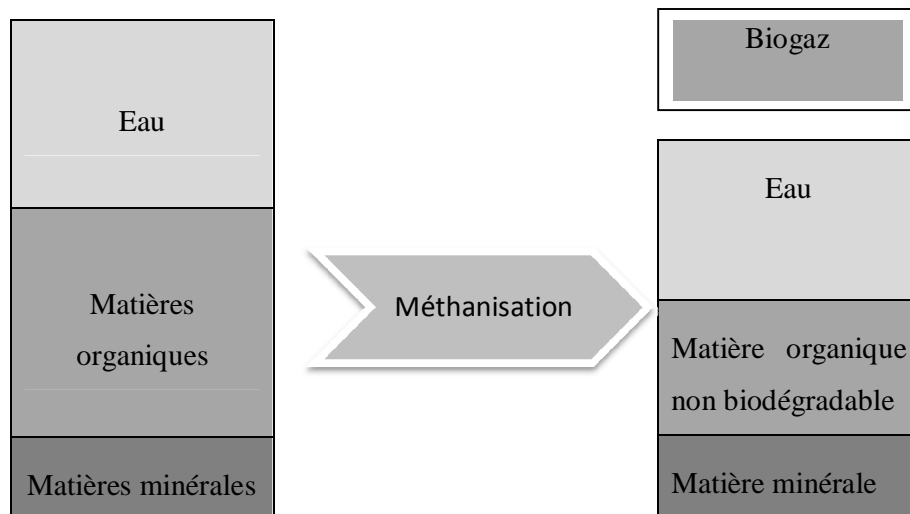 Eau
Matières
organiques
Matières minérales
Méthanisation
Biogaz
Eau
Matière organique
non biodégradable
Matière minérale